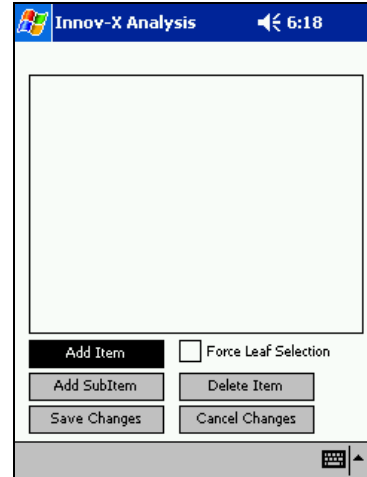 Innov-X Analysis 6:18
Add Item Force Leaf Selection
Add SubItem Delete Item
Save Changes Cancel Changes